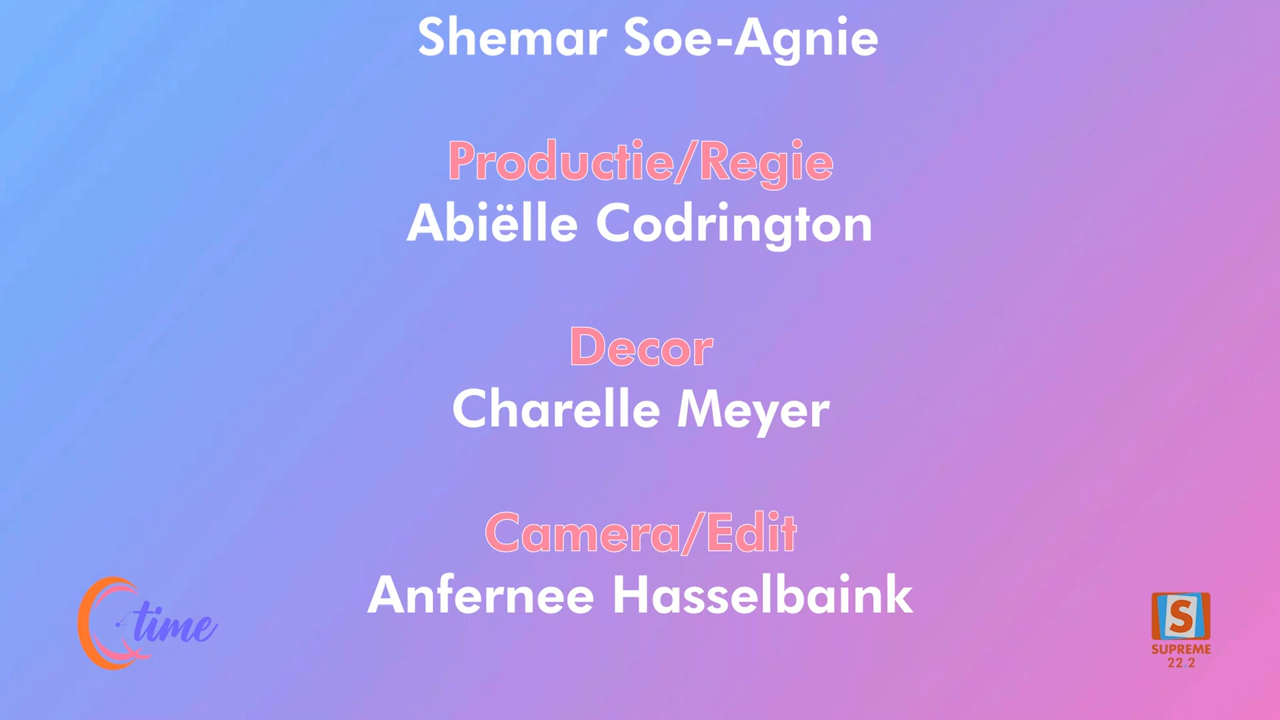 Shemar Soe-Agnie
Productie/Regie
Abiëlle Codrington
Decor
Charelle Meyer
Camera/Edit
Anfernee Hasselbaink
time
S
SUPREME
22.2